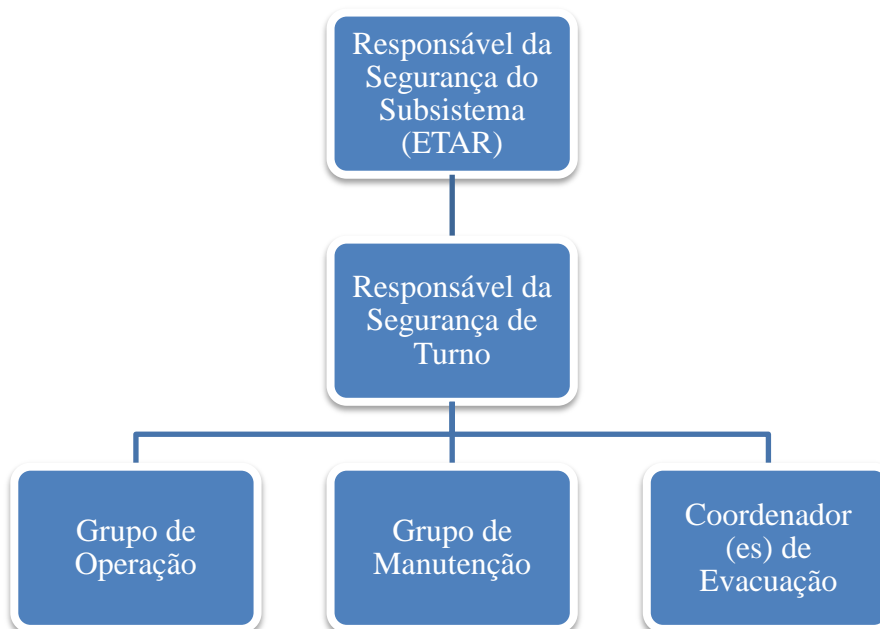 Responsável da
Segurança do
Subsistema
(ETAR)
Responsável da
Segurança de
Turno
Grupo de
Operação
Grupo de
Manutenção
Coordenador
(es) de
Evacuação